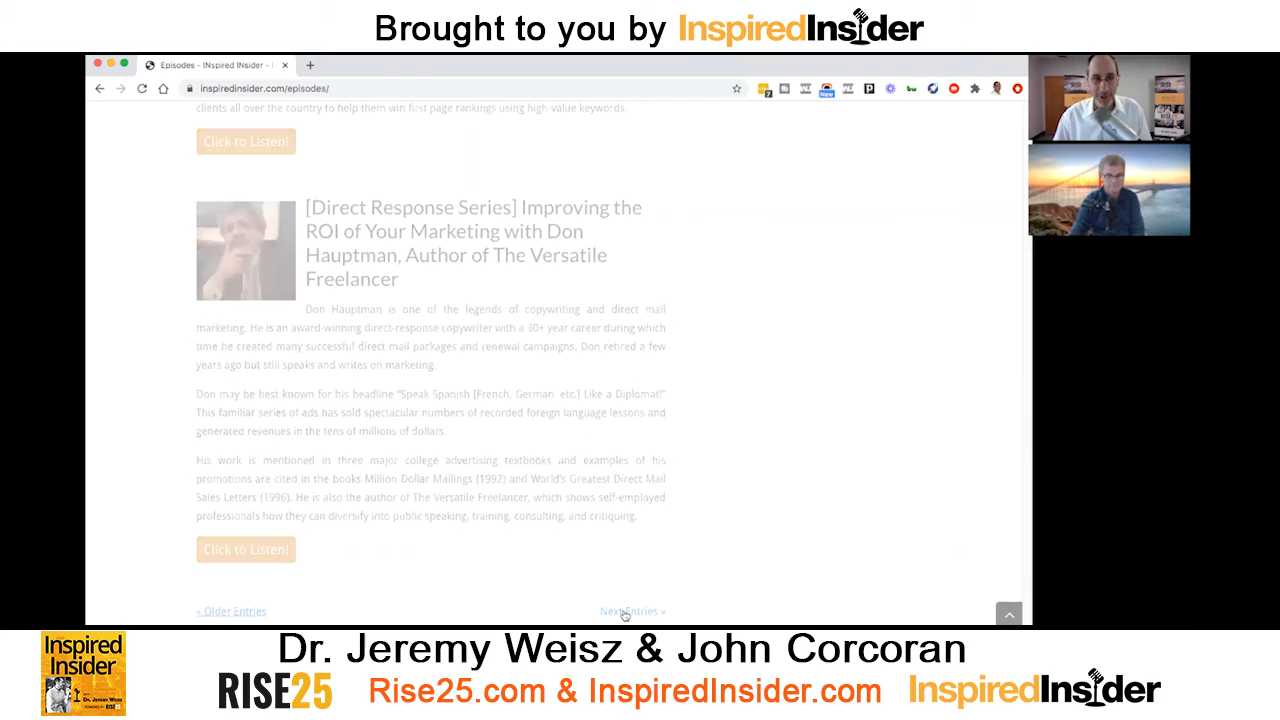 Brought to you by InspiredInsider
Episodes - INspired INsider -
inspiredinsider.com/episodes/
New
clients all over the country to help them win first page rankings using high value keywords.
Click to Listen!
[Direct Response Series] Improving the
ROI of Your Marketing with Don
Hauptman, Author of The Versatile
Freelancer
Don Hauptman is one of the legends of copywriting and direct mail
marketing. He is an award-winning direct-response copywriter with a 30+ year career during which
time he created many successful direct mail packages and renewal campaigns. Don retired a few
years ago but still speaks and writes on marketing.
Don may be best known for his headline “Speak Spanish [French, German, etc.] Like a Diplomat!”
This familiar series of ads has sold spectacular numbers of recorded foreign language lessons and
generated revenues in the tens of millions of dollars.
His work is mentioned in three major college advertising textbooks and examples of his
promotions are cited in the books Million Dollar Mailings (1992) and World's Greatest Direct Mail
Sales Letters (1996). He is also the author of The Versatile Freelancer, which shows self-employed
professionals how they can diversify into public speaking, training, consulting, and critiquing.
Click to Listen!
« Older Entries
Next Entries »
Dr. Jeremy Weisz & John Corcoran
Inspired
Insider
Dr. Jeremy Weisz
RISE25
Rise25.com & InspiredInsider.com
InspiredInsider